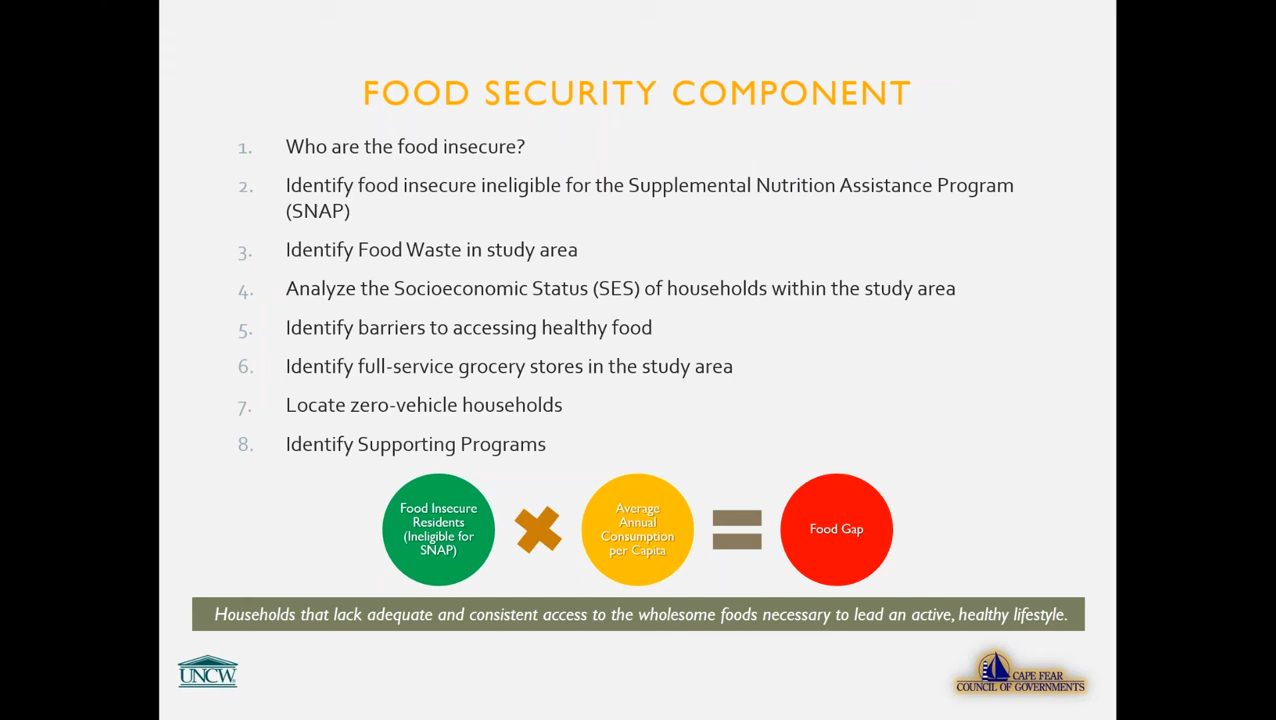 FOOD SECURITY COMPONENT
1. Who are the food insecure?
2. Identify food insecure ineligible for the Supplemental Nutrition Assistance Program
(SNAP)
3. Identify Food Waste in study area
4. Analyze the Socioeconomic Status (SES) of households within the study area
5. Identify barriers to accessing healthy food
6. Identify full-service grocery stores in the study area
7. Locate zero-vehicle households
8. Identify Supporting Programs
Food Insecure
Residents
(Ineligible for
SNAP)
Average
Annual
Consumption
per Capita
Food Gap
Households that lack adequate and consistent access to the wholesome foods necessary to lead an active, healthy lifestyle.
UNCW
CAPE FEAR
COUNCIL OF GOVERNMENTS